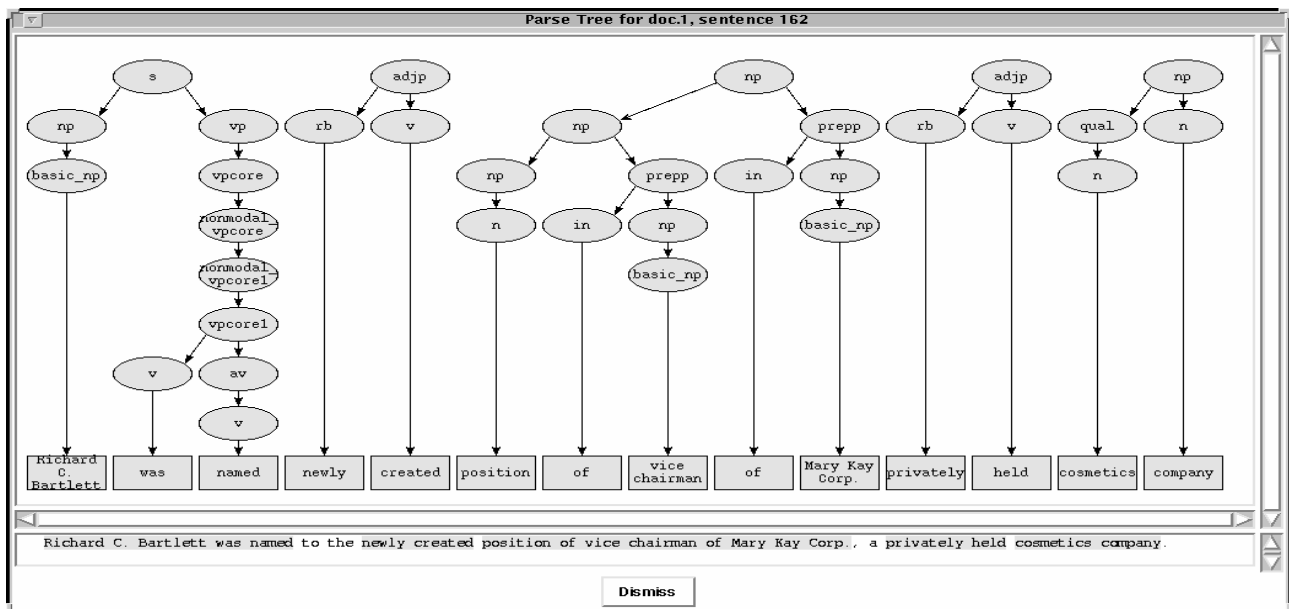 Parse Tree for doc.1, sentence 162
s adjp np adjp np
np vp rb v np prepp rb v qual n
basic_np vpcore np prepp in np n
nonmodal_
vpcore n in np basic_np
nonmodal_
vpcore1 basic_np
vpcore1
v av
v
Richard
C.
Bartlett was named newly created position of vice
chairman of Mary Kay
Corp. privately held cosmetics company
Richard C. Bartlett was named to the newly created position of vice chairman of Mary Kay Corp., a privately held cosmetics company.
Dismiss